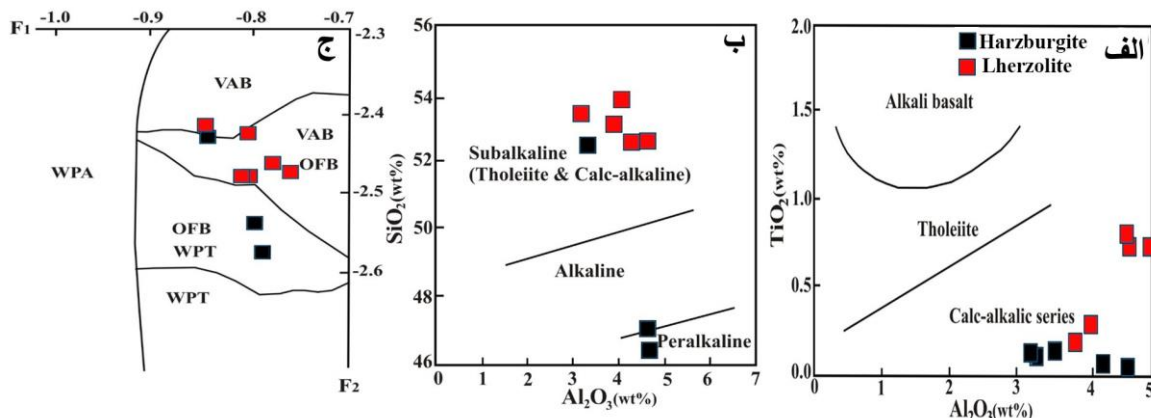 ج
F1
-1.0
-0.9
-0.8
-0.7
-2.3
-2.4
-2.5
-2.6
VAB
VAB
OFB
WPA
OFB
WPT
WPT
F2
ب
56
54
52
50
48
46
SiO2(wt%)
Subalkaline
(Tholeiite & Calc-alkaline)
Alkaline
Peralkaline
0 1 2 3 4 5 6 7
Al2O3(wt%)
الف
Harzburgite
Lherzolite
2.0
1.5
1.0
0.5
0.0
TiO2(wt%)
Alkali basalt
Tholeiite
Calc-alkalic series
0 1 2 3 4 5
Al2O3(wt%)